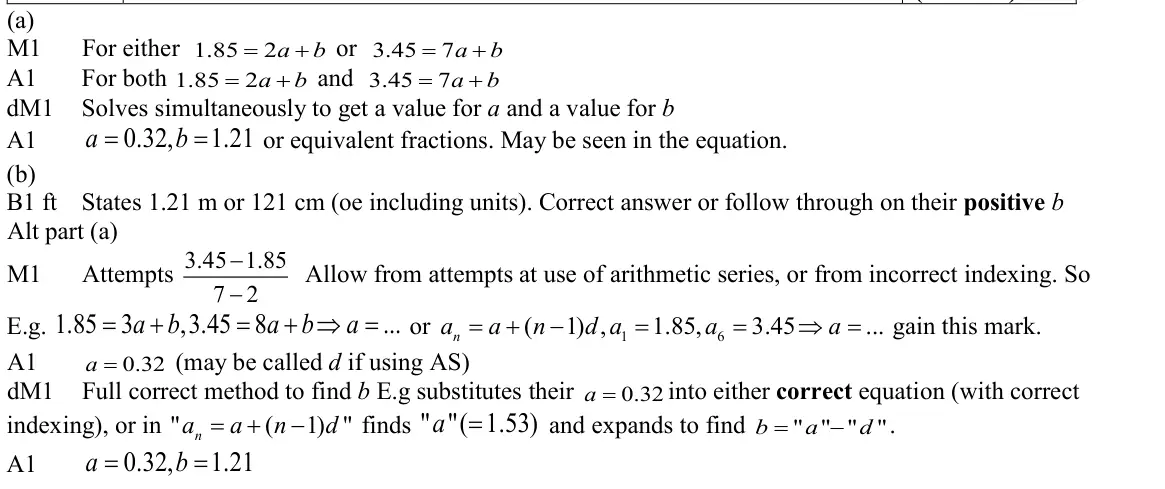 (a)
M1 For either 1.85 = 2a + b or 3.45 = 7a + b
A1 For both 1.85 = 2a + b and 3.45 = 7a + b
dM1 Solves simultaneously to get a value for a and a value for b
A1 a = 0.32, b = 1.21 or equivalent fractions. May be seen in the equation.
(b)
B1 ft States 1.21 m or 121 cm (oe including units). Correct answer or follow through on their positive b
Alt part (a)
M1 Attempts \frac{3.45 − 1.85}{7 − 2} Allow from attempts at use of arithmetic series, or from incorrect indexing. So
E.g. 1.85 = 3a + b, 3.45 = 8a + b ⇒ a = ... or a_n = a + (n − 1)d, a_1 = 1.85, a_6 = 3.45 ⇒ a = ... gain this mark.
A1 a = 0.32 (may be called d if using AS)
dM1 Full correct method to find b E.g substitutes their a = 0.32 into either correct equation (with correct
indexing), or in "a_n = a + (n − 1)d" finds "a"(= 1.53) and expands to find b = "a" − "d".
A1 a = 0.32, b = 1.21